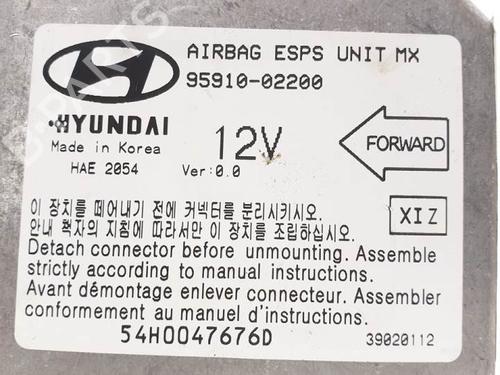 AIRBAG ESPS UNIT MX
95910-02200
HYUNDAI
Made in Korea
HAE 2054
12V
Ver:0.0
FORWARD
XIZ
이 장치를 떼어내기 전에 커넥터를 분리시키시오.
안내 책자의 지침에 따라서만 이 장치를 조립하십시오.
Detach connector before unmounting. Assemble
strictly according to manual instructions.
Avant démontage enlever connecteur. Assembler
conformement au manuel d'instructions.
54H0047676D
39020112